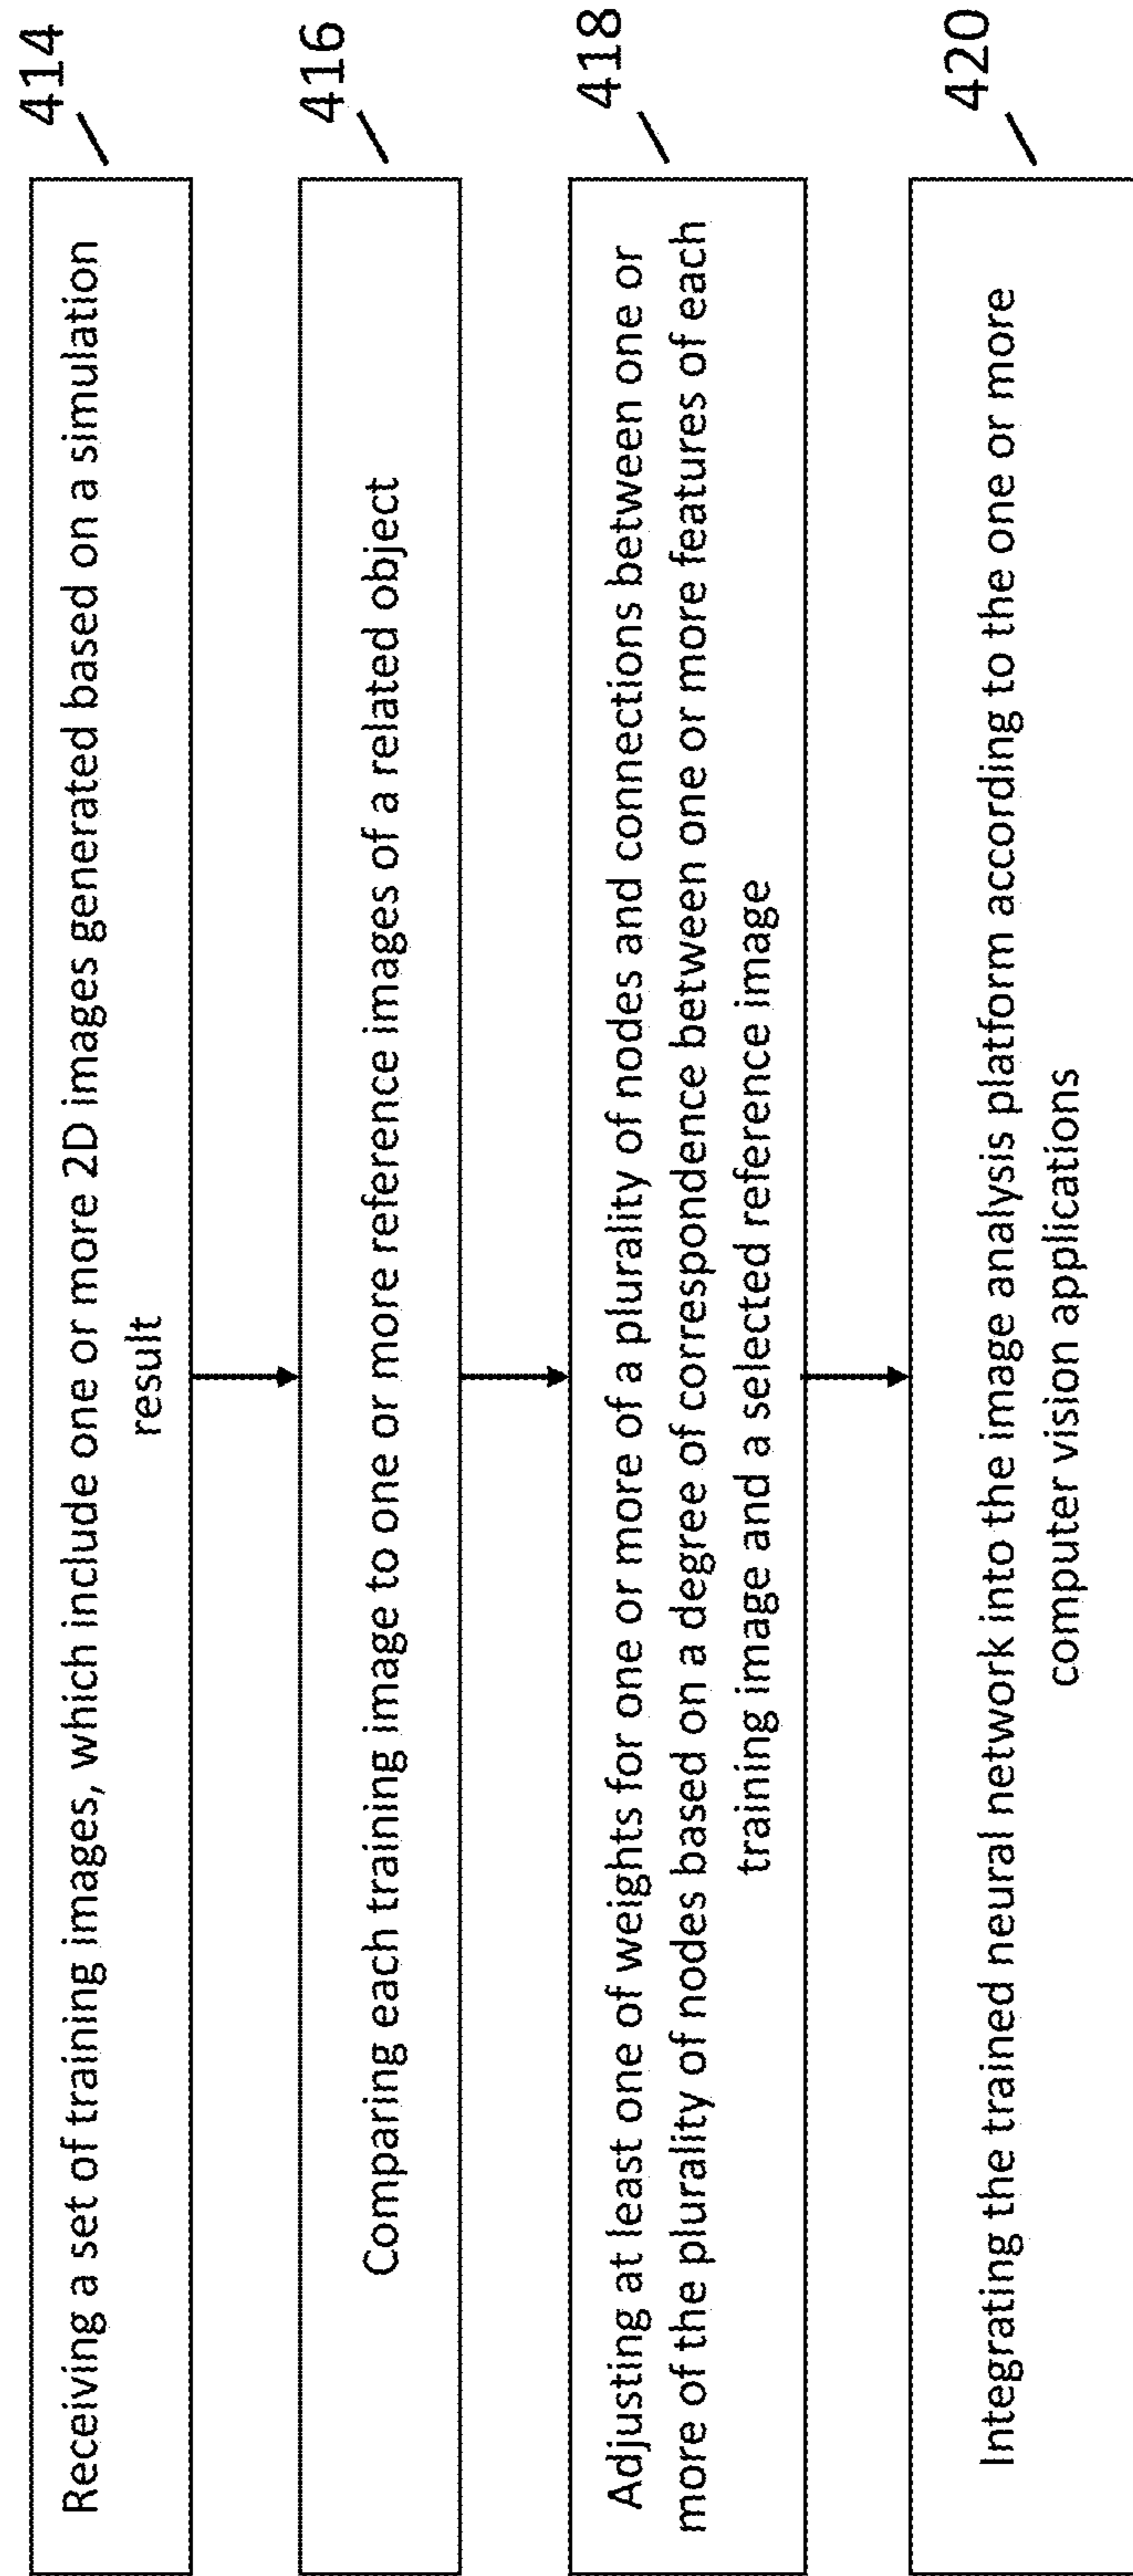 414
Receiving a set of training images, which include one or more 2D images generated based on a simulation
result
416
Comparing each training image to one or more reference images of a related object
418
Adjusting at least one of weights for one or more of a plurality of nodes and connections between one or
more of the plurality of nodes based on a degree of correspondence between one or more features of each
training image and a selected reference image
420
Integrating the trained neural network into the image analysis platform according to the one or more
computer vision applications